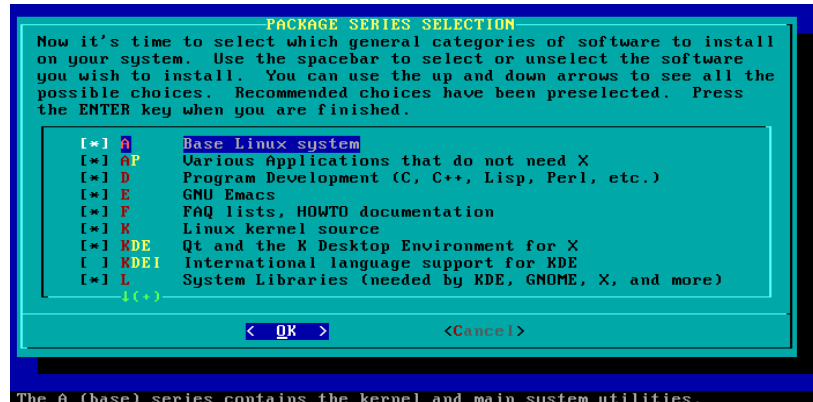 PACKAGE SERIES SELECTION
Now it's time to select which general categories of software to install
on your system.  Use the spacebar to select or unselect the software
you wish to install.  You can use the up and down arrows to see all the
possible choices.  Recommended choices have been preselected.  Press
the ENTER key when you are finished.
[*] A Base Linux system
[*] AP Various Applications that do not need X
[*] D Program Development (C, C++, Lisp, Perl, etc.)
[*] E GNU Emacs
[*] F FAQ lists, HOWTO documentation
[*] K Linux kernel source
[*] KDE Qt and the K Desktop Environment for X
[ ] KDEI International language support for KDE
[*] L System Libraries (needed by KDE, GNOME, X, and more)
↓(+)
< OK > <Cancel>
The A (base) series contains the kernel and main system utilities.